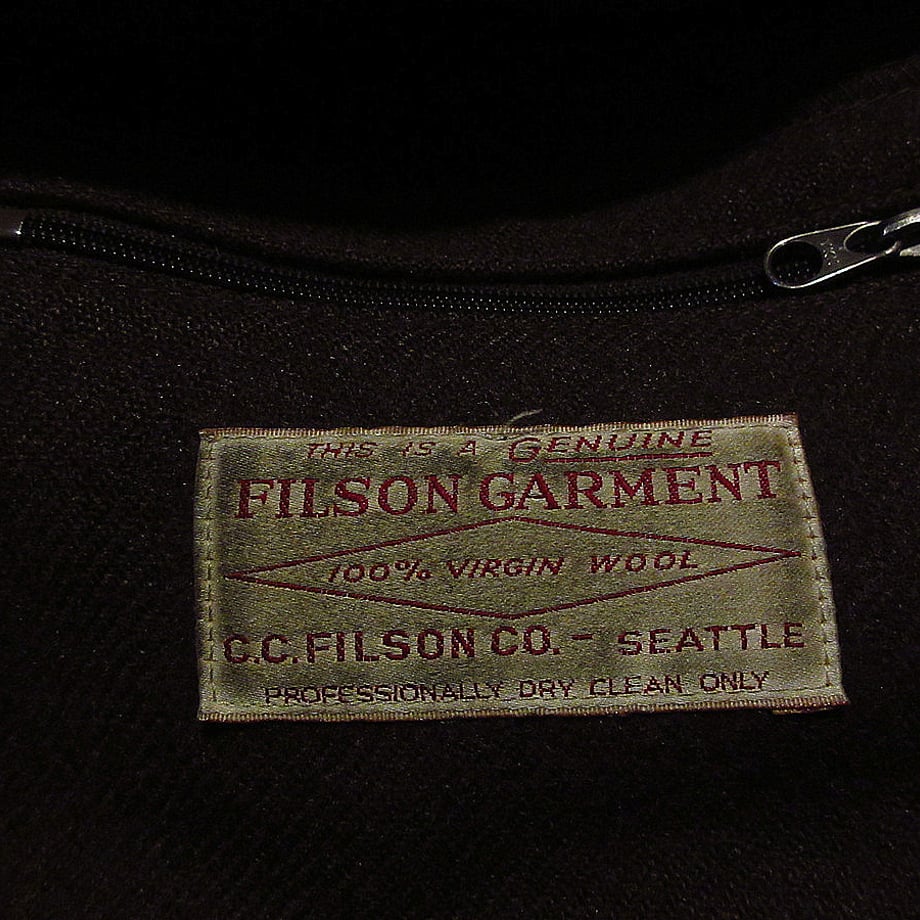 THIS IS A GENUINE
FILSON GARMENT
100% VIRGIN WOOL
C.C. FILSON CO. - SEATTLE
PROFESSIONALLY DRY CLEAN ONLY